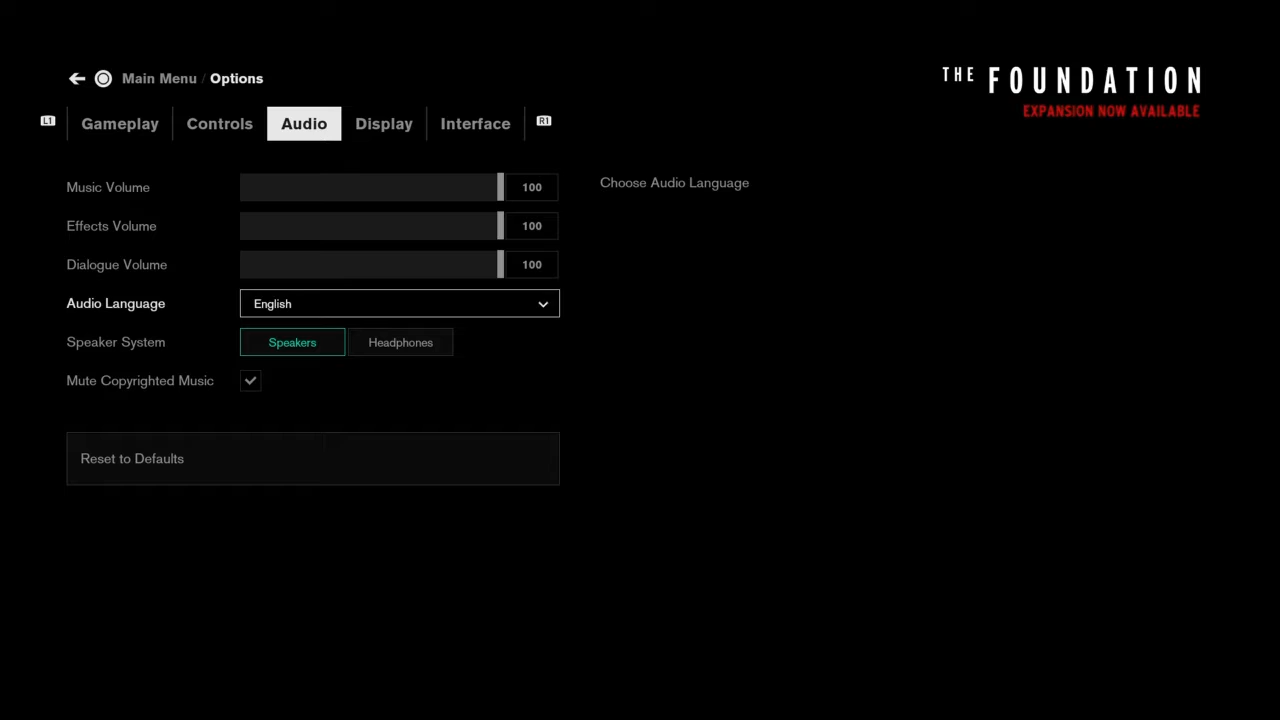 Main Menu / Options
THE FOUNDATION
EXPANSION NOW AVAILABLE
L1 Gameplay Controls Audio Display Interface R1
Music Volume 100
Choose Audio Language
Effects Volume 100
Dialogue Volume 100
Audio Language English
Speaker System Speakers Headphones
Mute Copyrighted Music
Reset to Defaults